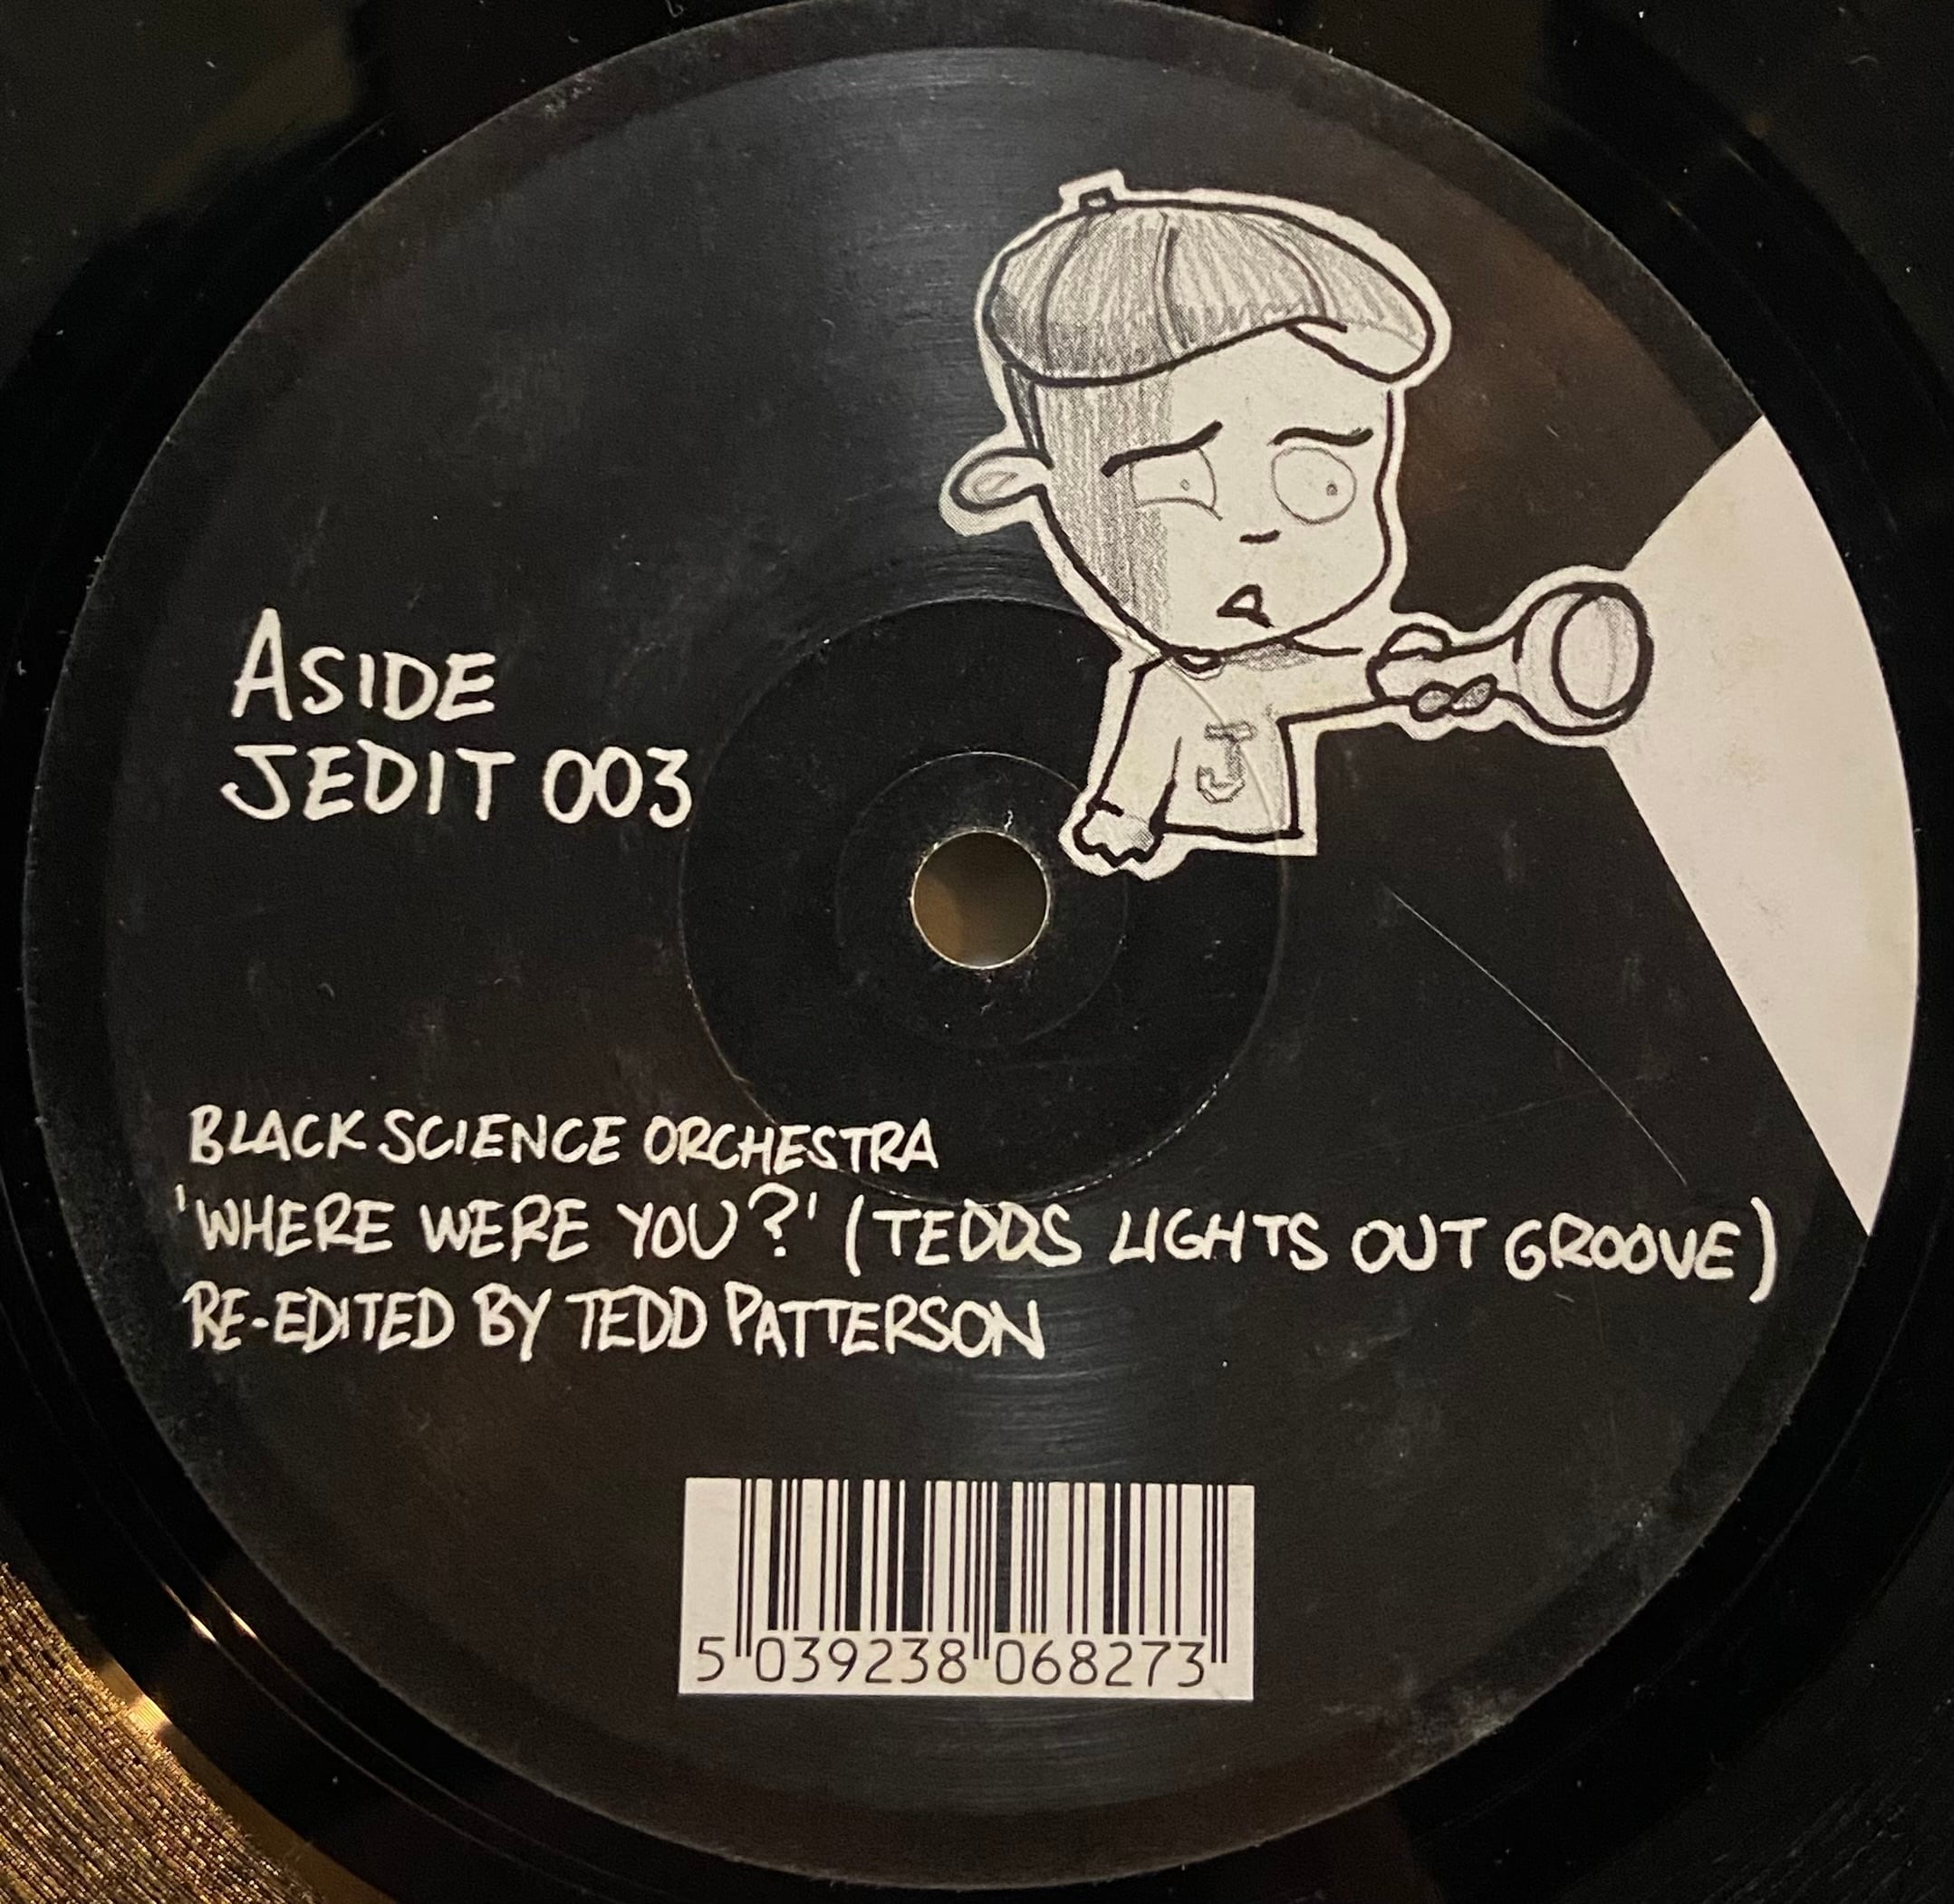 ASIDE
JEDIT 003
J
BLACK SCIENCE ORCHESTRA
'WHERE WERE YOU?' (TEDDS LIGHTS OUT GROOVE)
RE-EDITED BY TEDD PATTERSON
5 039238 068273